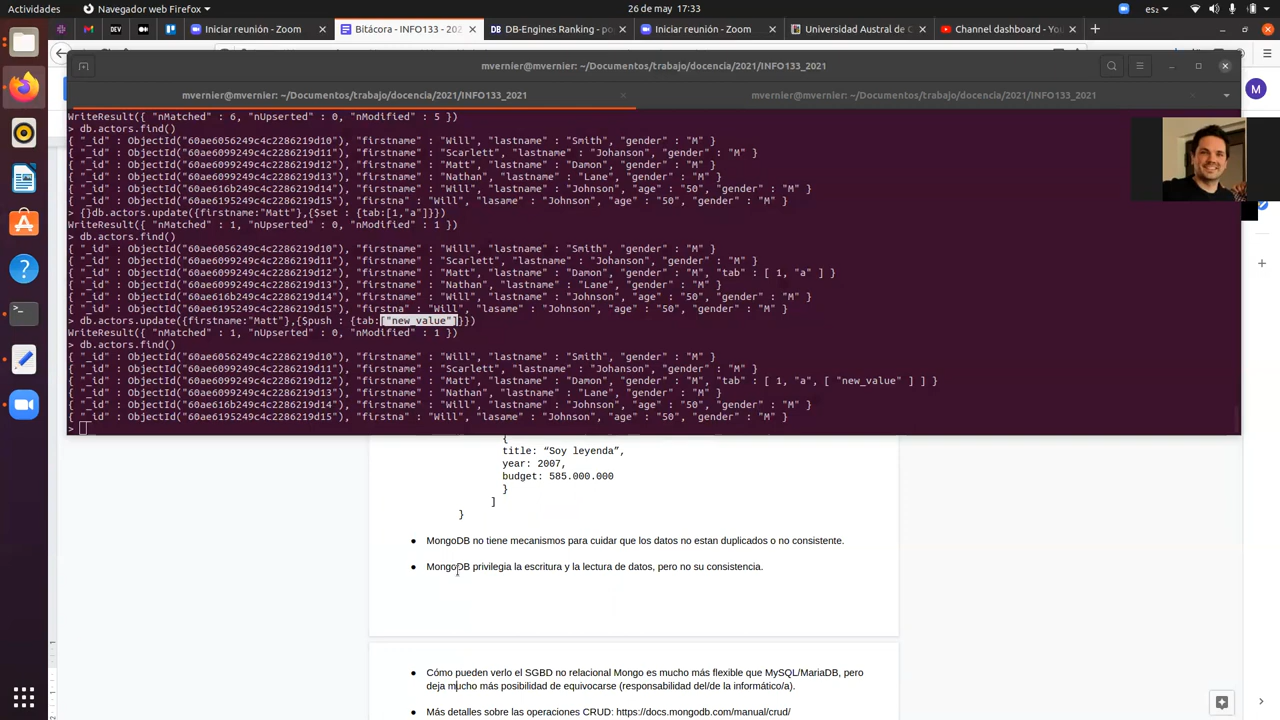 Actividades
Navegador web Firefox
26 de may 17:33
es2
Iniciar reunión - Zoom
Bitácora - INFO133 - 202
DB-Engines Ranking - po
Iniciar reunión - Zoom
Universidad Austral de C
Channel dashboard - You
DEV
mvernier@mvernier: ~/Documentos/trabajo/docencia/2021/INFO133_2021
mvernier@mvernier: ~/Documentos/trabajo/docencia/2021/INFO133_2021
mvernier@mvernier: ~/Documentos/trabajo/docencia/2021/INFO133_2021
M
WriteResult({ "nMatched" : 6, "nUpserted" : 0, "nModified" : 5 })
> db.actors.find()
{ "_id" : ObjectId("60ae6056249c4c2286219d10"), "firstname" : "Will", "lastname" : "Smith", "gender" : "M" }
{ "_id" : ObjectId("60ae6099249c4c2286219d11"), "firstname" : "Scarlett", "lastname" : "Johanson", "gender" : "M" }
{ "_id" : ObjectId("60ae6099249c4c2286219d12"), "firstname" : "Matt", "lastname" : "Damon", "gender" : "M" }
{ "_id" : ObjectId("60ae6099249c4c2286219d13"), "firstname" : "Nathan", "lastname" : "Lane", "gender" : "M" }
{ "_id" : ObjectId("60ae616b249c4c2286219d14"), "firstname" : "Will", "lastname" : "Johnson", "age" : "50", "gender" : "M" }
{ "_id" : ObjectId("60ae6195249c4c2286219d15"), "firstna" : "Will", "lasame" : "Johnson", "age" : "50", "gender" : "M" }
> {}db.actors.update({firstname:"Matt"},{$set : {tab:[1,"a"]}})
WriteResult({ "nMatched" : 1, "nUpserted" : 0, "nModified" : 1 })
> db.actors.find()
{ "_id" : ObjectId("60ae6056249c4c2286219d10"), "firstname" : "Will", "lastname" : "Smith", "gender" : "M" }
{ "_id" : ObjectId("60ae6099249c4c2286219d11"), "firstname" : "Scarlett", "lastname" : "Johanson", "gender" : "M" }
{ "_id" : ObjectId("60ae6099249c4c2286219d12"), "firstname" : "Matt", "lastname" : "Damon", "gender" : "M", "tab" : [ 1, "a" ] }
{ "_id" : ObjectId("60ae6099249c4c2286219d13"), "firstname" : "Nathan", "lastname" : "Lane", "gender" : "M" }
{ "_id" : ObjectId("60ae616b249c4c2286219d14"), "firstname" : "Will", "lastname" : "Johnson", "age" : "50", "gender" : "M" }
{ "_id" : ObjectId("60ae6195249c4c2286219d15"), "firstna" : "Will", "lasame" : "Johnson", "age" : "50", "gender" : "M" }
> db.actors.update({firstname:"Matt"},{$push : {tab:["new_value"]}})
WriteResult({ "nMatched" : 1, "nUpserted" : 0, "nModified" : 1 })
> db.actors.find()
{ "_id" : ObjectId("60ae6056249c4c2286219d10"), "firstname" : "Will", "lastname" : "Smith", "gender" : "M" }
{ "_id" : ObjectId("60ae6099249c4c2286219d11"), "firstname" : "Scarlett", "lastname" : "Johanson", "gender" : "M" }
{ "_id" : ObjectId("60ae6099249c4c2286219d12"), "firstname" : "Matt", "lastname" : "Damon", "gender" : "M", "tab" : [ 1, "a", [ "new_value" ] ] }
{ "_id" : ObjectId("60ae6099249c4c2286219d13"), "firstname" : "Nathan", "lastname" : "Lane", "gender" : "M" }
{ "_id" : ObjectId("60ae616b249c4c2286219d14"), "firstname" : "Will", "lastname" : "Johnson", "age" : "50", "gender" : "M" }
{ "_id" : ObjectId("60ae6195249c4c2286219d15"), "firstna" : "Will", "lasame" : "Johnson", "age" : "50", "gender" : "M" }
>
{
title: “Soy leyenda”,
year: 2007,
budget: 585.000.000
}
]
}
● MongoDB no tiene mecanismos para cuidar que los datos no estan duplicados o no consistente.
● MongoDB privilegia la escritura y la lectura de datos, pero no su consistencia.
● Cómo pueden verlo el SGBD no relacional Mongo es mucho más flexible que MySQL/MariaDB, pero
deja mucho más posibilidad de equivocarse (responsabilidad del/de la informático/a).
● Más detalles sobre las operaciones CRUD: https://docs.mongodb.com/manual/crud/